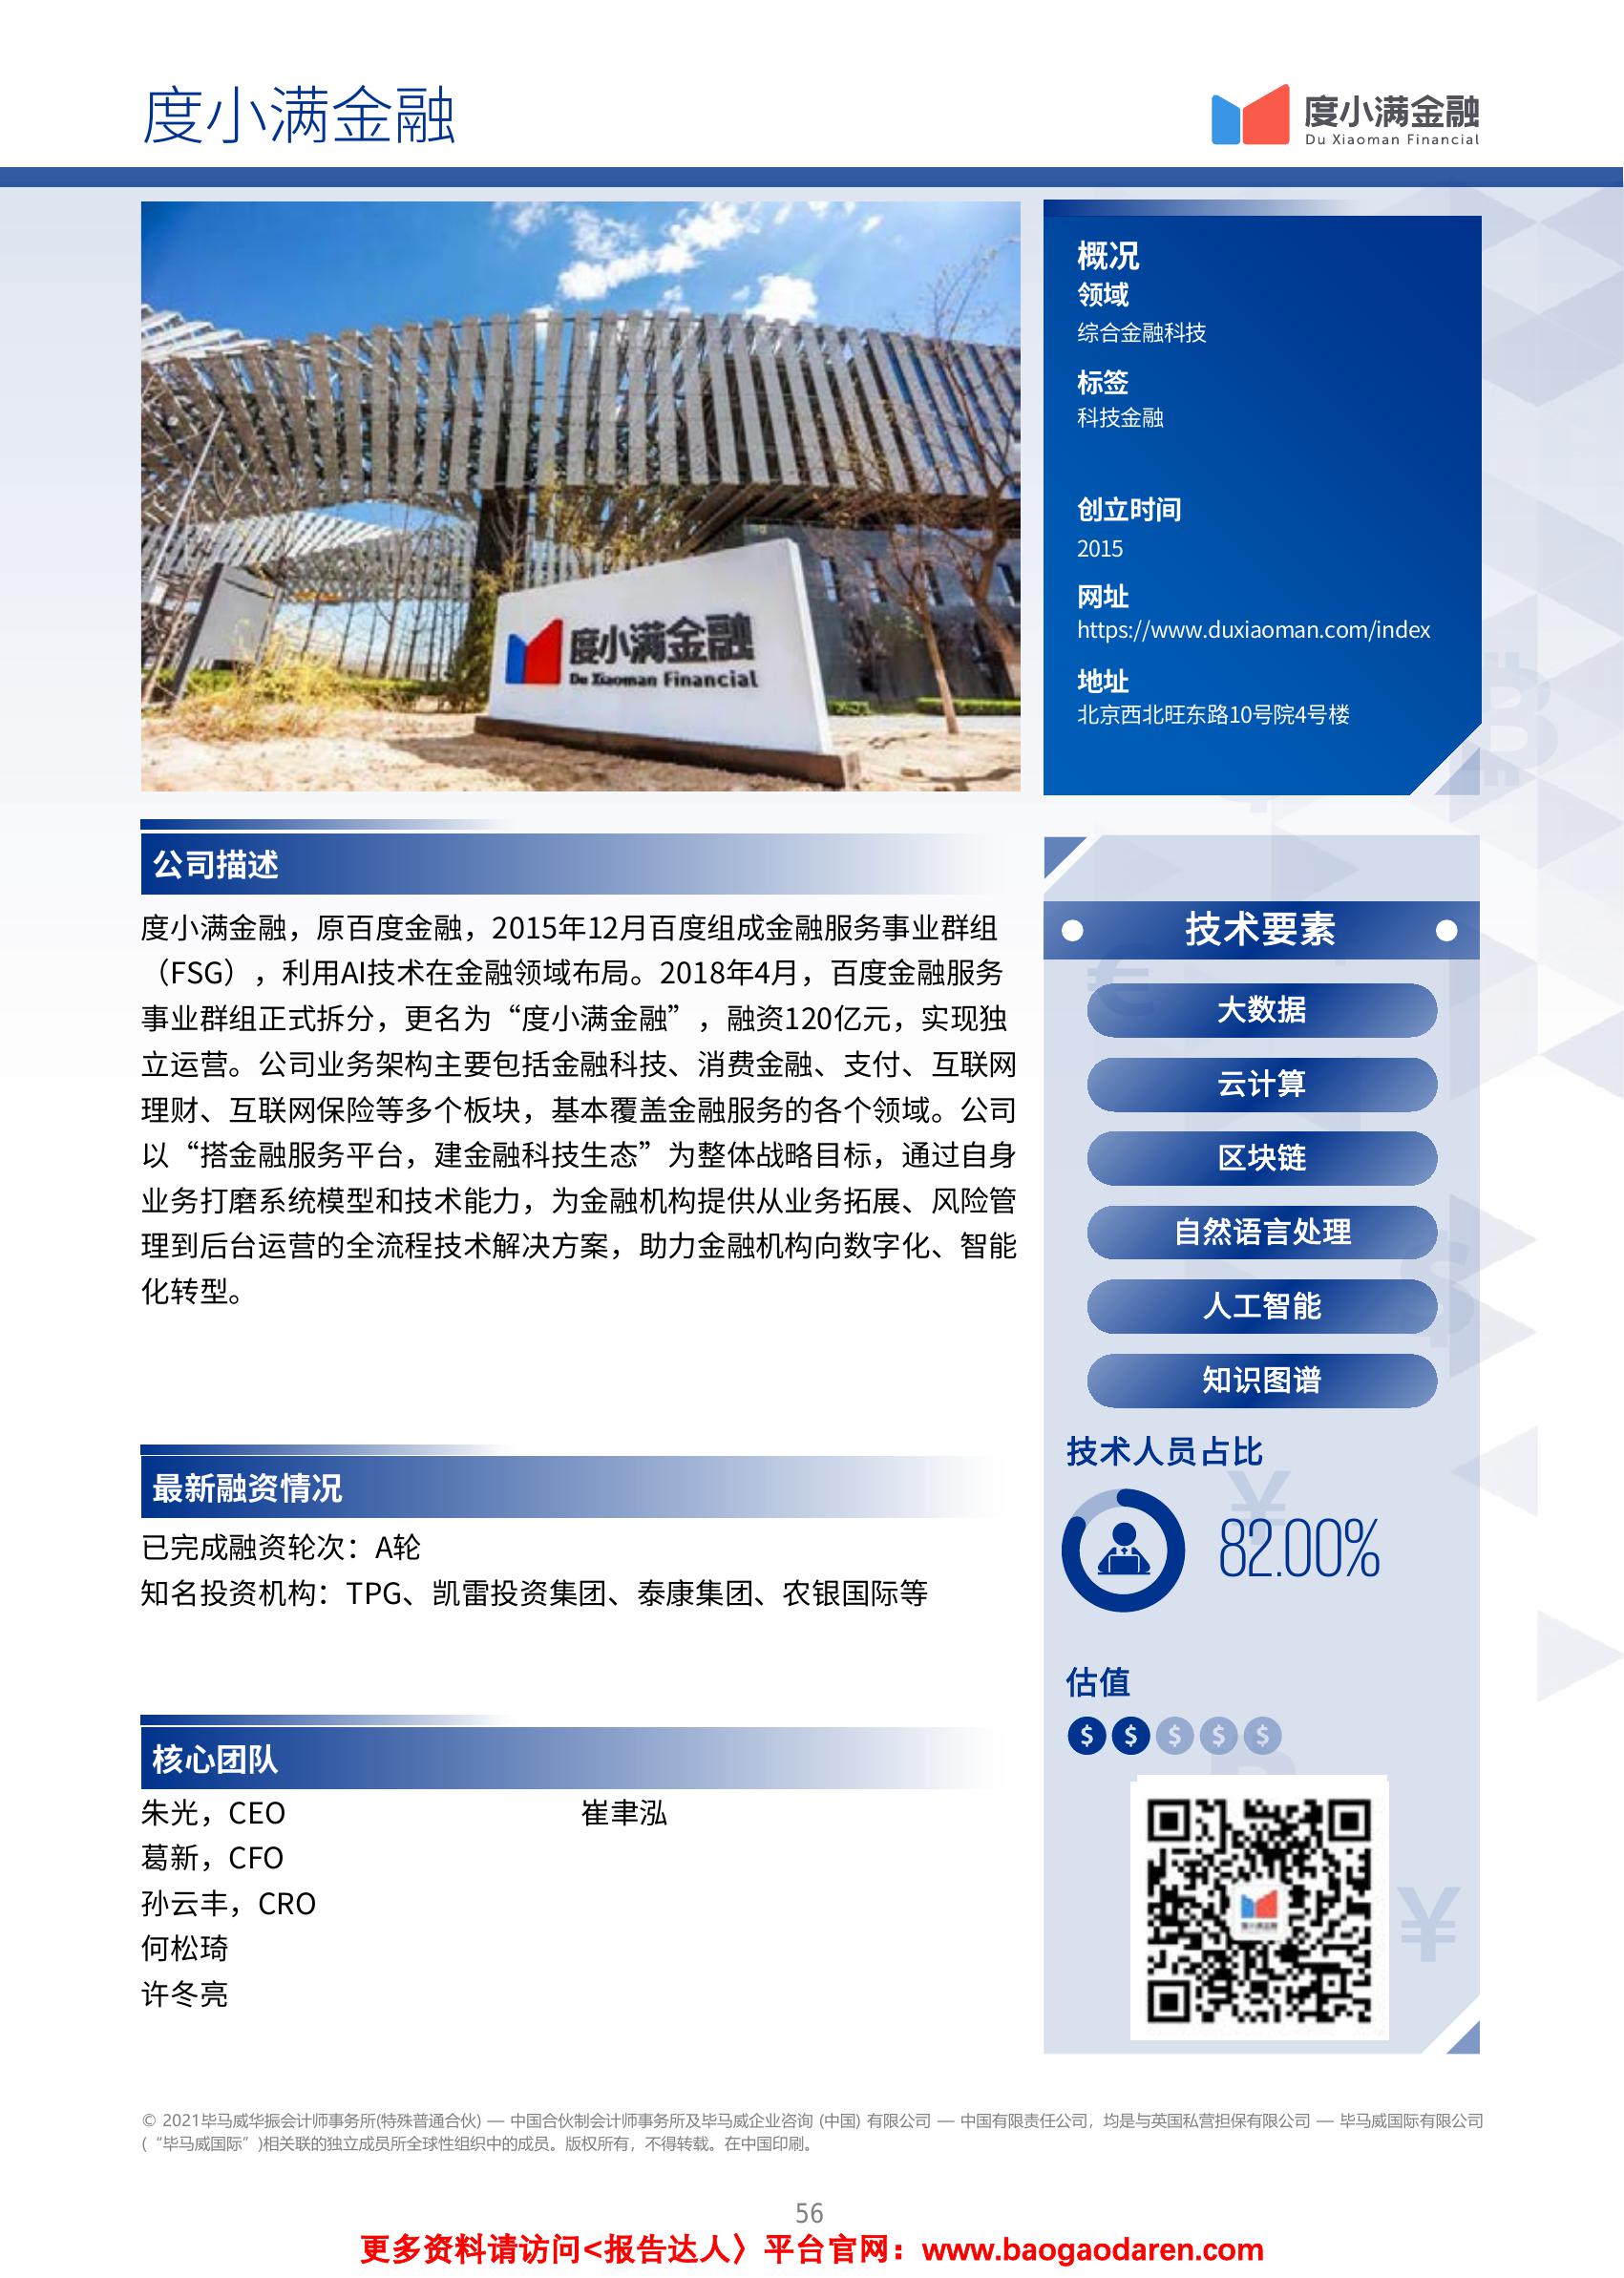 度小满金融
度小满金融
Du Xiaoman Financial
度小满金融
Du Xiaoman Financial
概况
领域
综合金融科技
标签
科技金融
创立时间
2015
网址
https://www.duxiaoman.com/index
地址
北京西北旺东路10号院4号楼
公司描述
度小满金融，原百度金融，2015年12月百度组成金融服务事业群组
（FSG），利用AI技术在金融领域布局。2018年4月，百度金融服务
事业群组正式拆分，更名为“度小满金融”，融资120亿元，实现独
立运营。公司业务架构主要包括金融科技、消费金融、支付、互联网
理财、互联网保险等多个板块，基本覆盖金融服务的各个领域。公司
以“搭金融服务平台，建金融科技生态”为整体战略目标，通过自身
业务打磨系统模型和技术能力，为金融机构提供从业务拓展、风险管
理到后台运营的全流程技术解决方案，助力金融机构向数字化、智能
化转型。
最新融资情况
已完成融资轮次：A轮
知名投资机构：TPG、凯雷投资集团、泰康集团、农银国际等
核心团队
朱光，CEO
葛新，CFO
孙云丰，CRO
何松琦
许冬亮
崔聿泓
技术要素
大数据
云计算
区块链
自然语言处理
人工智能
知识图谱
技术人员占比
82.00%
估值
$ $ $ $ $
度小满金融
© 2021毕马威华振会计师事务所(特殊普通合伙) — 中国合伙制会计师事务所及毕马威企业咨询 (中国) 有限公司 — 中国有限责任公司，均是与英国私营担保有限公司 — 毕马威国际有限公司
(“毕马威国际”)相关联的独立成员所全球性组织中的成员。版权所有，不得转载。在中国印刷。
56
更多资料请访问<报告达人〉平台官网：www.baogaodaren.com